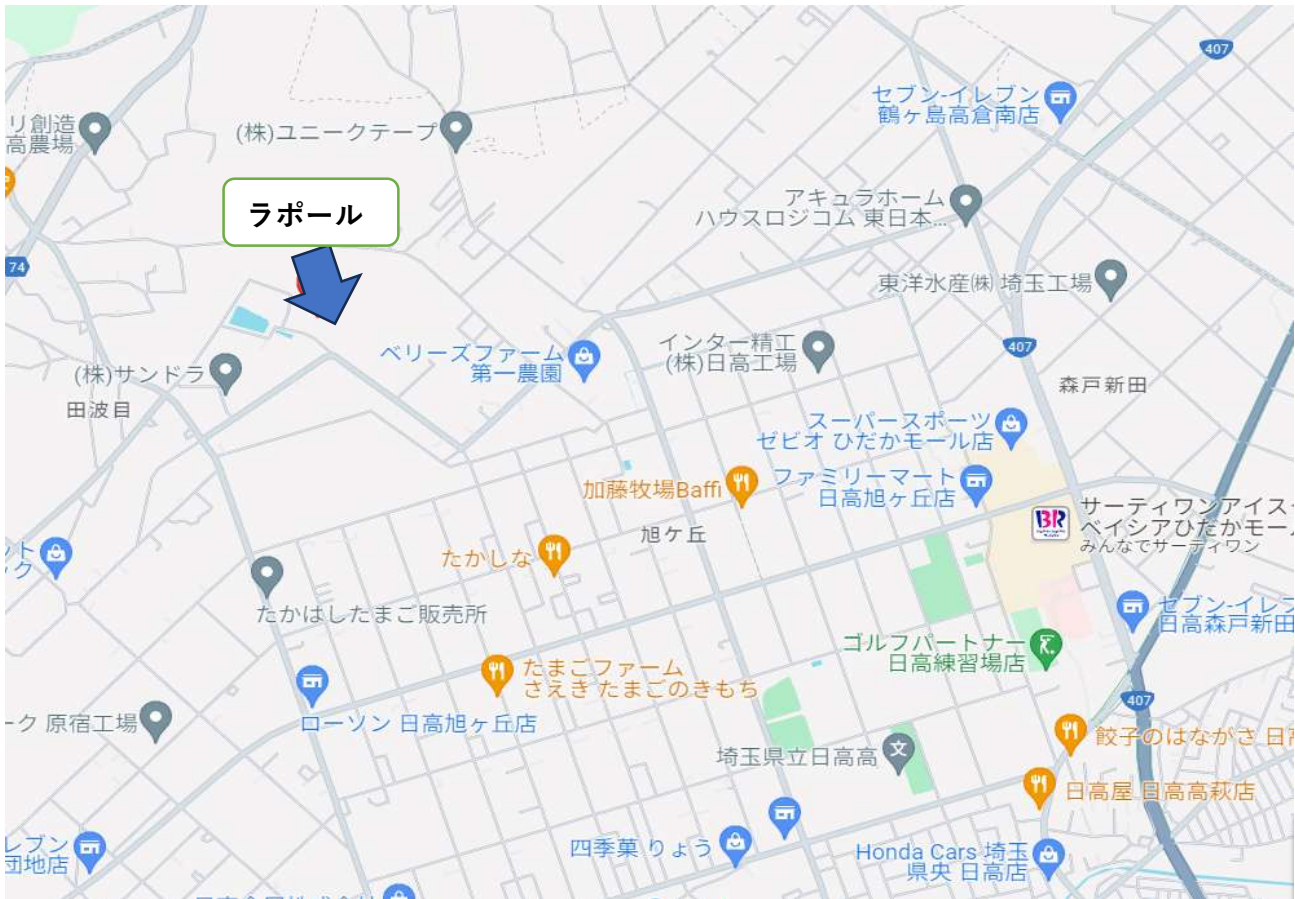 407
セブン-イレブン
鶴ヶ島高倉南店
リ創造
高農場
(株)ユニークテープ
ラポール
アキュラホーム
ハウスロジコム 東日本...
74
東洋水産㈱ 埼玉工場
インター精工
(株)日高工場
407
ベリーズファーム
第一農園
(株)サンドラ
田波目
森戸新田
スーパースポーツ
ゼビオ ひだかモール店
ファミリーマート
日高旭ヶ丘店
加藤牧場Baffi
サーティワンアイス
ベイシアひだかモー
みんなでサーティワン
BR
旭ケ丘
ット
ク
たかしな
たかはしたまご販売所
セブン-イレブ
日高森戸新田
ゴルフパートナー
日高練習場店
たまごファーム
さえき たまごのきもち
407
ーク 原宿工場
ローソン 日高旭ヶ丘店
餃子のはながさ 日高
埼玉県立日高高
文
日高屋 日高高萩店
レブン
団地店
四季菓 りょう
Honda Cars 埼玉
県央 日高店